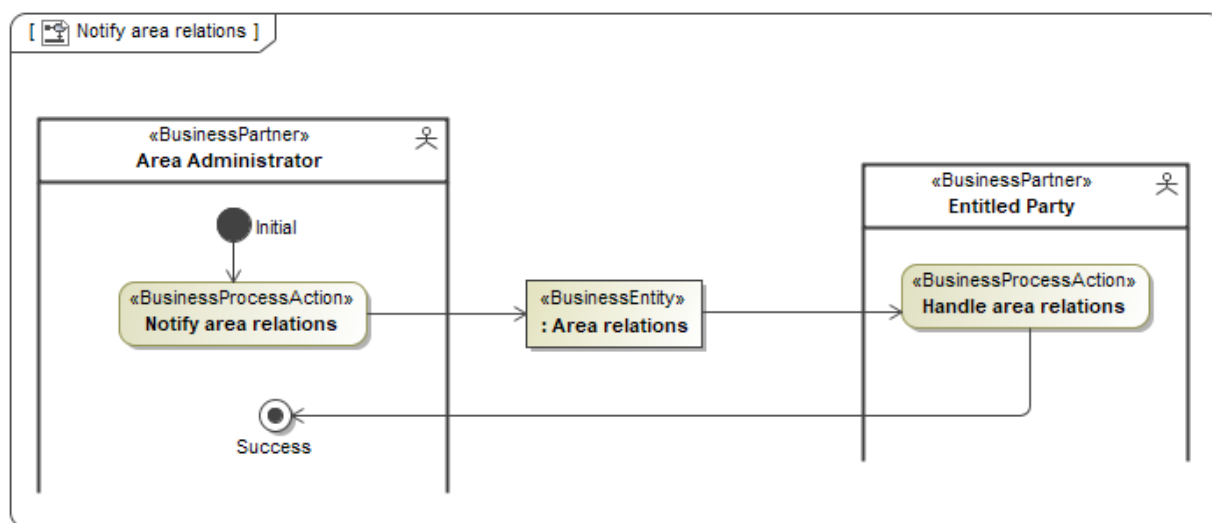 [ Notify area relations ]
«BusinessPartner»
Area Administrator
Initial
«BusinessProcessAction»
Notify area relations
Success
«BusinessEntity»
: Area relations
«BusinessPartner»
Entitled Party
«BusinessProcessAction»
Handle area relations